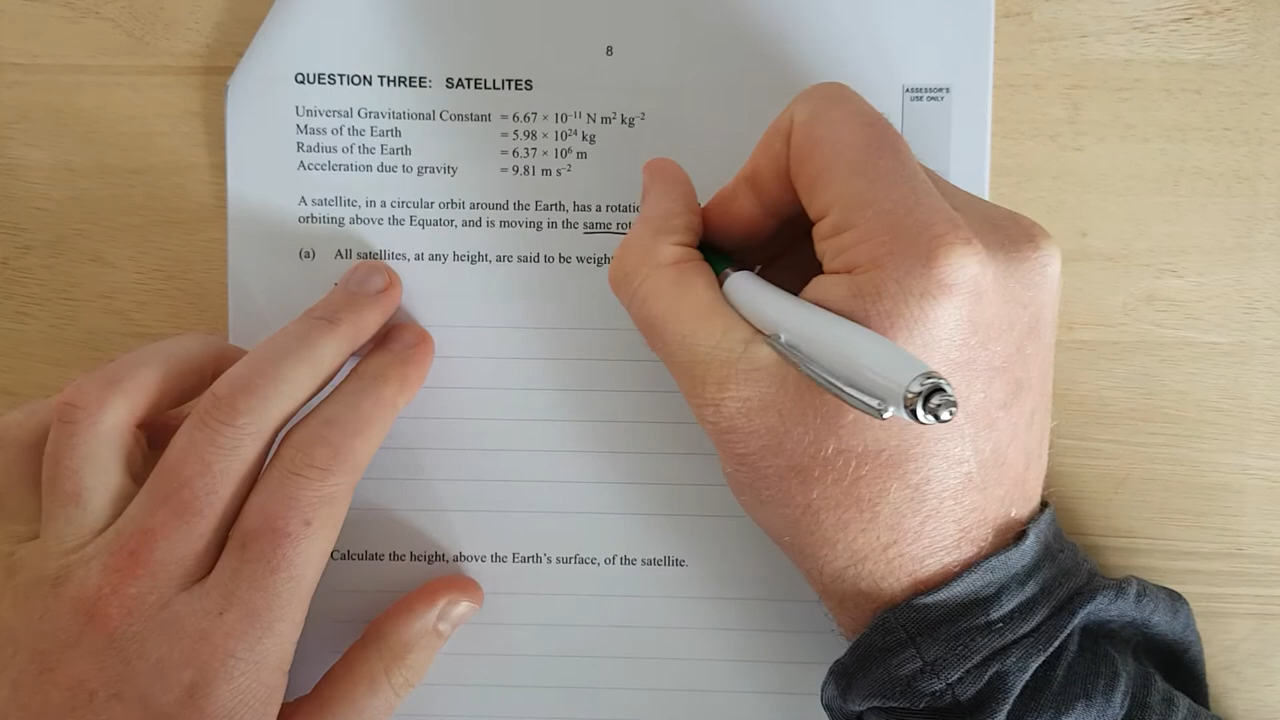 8
QUESTION THREE: SATELLITES
ASSESSOR'S
USE ONLY
Universal Gravitational Constant = 6.67 × 10⁻¹¹ N m² kg⁻²
Mass of the Earth = 5.98 × 10²⁴ kg
Radius of the Earth = 6.37 × 10⁶ m
Acceleration due to gravity = 9.81 m s⁻²
A satellite, in a circular orbit around the Earth, has a
orbiting above the Equator, and is moving in the same
(a) All satellites, at any height, are said to be
Calculate the height, above the Earth's surface, of the satellite.